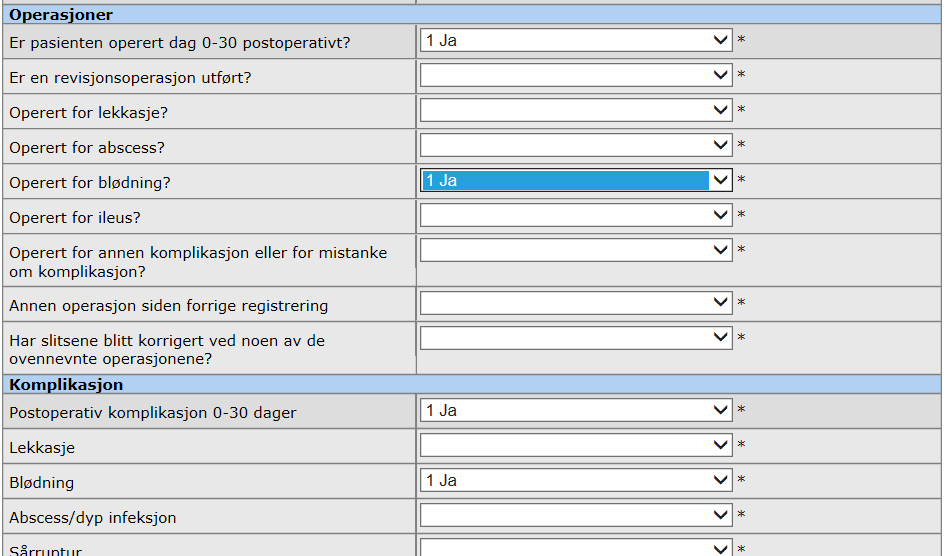 Operasjoner
Er pasienten operert dag 0-30 postoperativt? 1 Ja *
Er en revisjonsoperasjon utført? *
Operert for lekkasje? *
Operert for abscess? *
Operert for blødning? 1 Ja *
Operert for ileus? *
Operert for annen komplikasjon eller for mistanke *
om komplikasjon?
Annen operasjon siden forrige registrering *
Har slitsene blitt korrigert ved noen av de *
ovennevnte operasjonene?
Komplikasjon
Postoperativ komplikasjon 0-30 dager 1 Ja *
Lekkasje *
Blødning 1 Ja *
Abscess/dyp infeksjon *
Sårruptur *